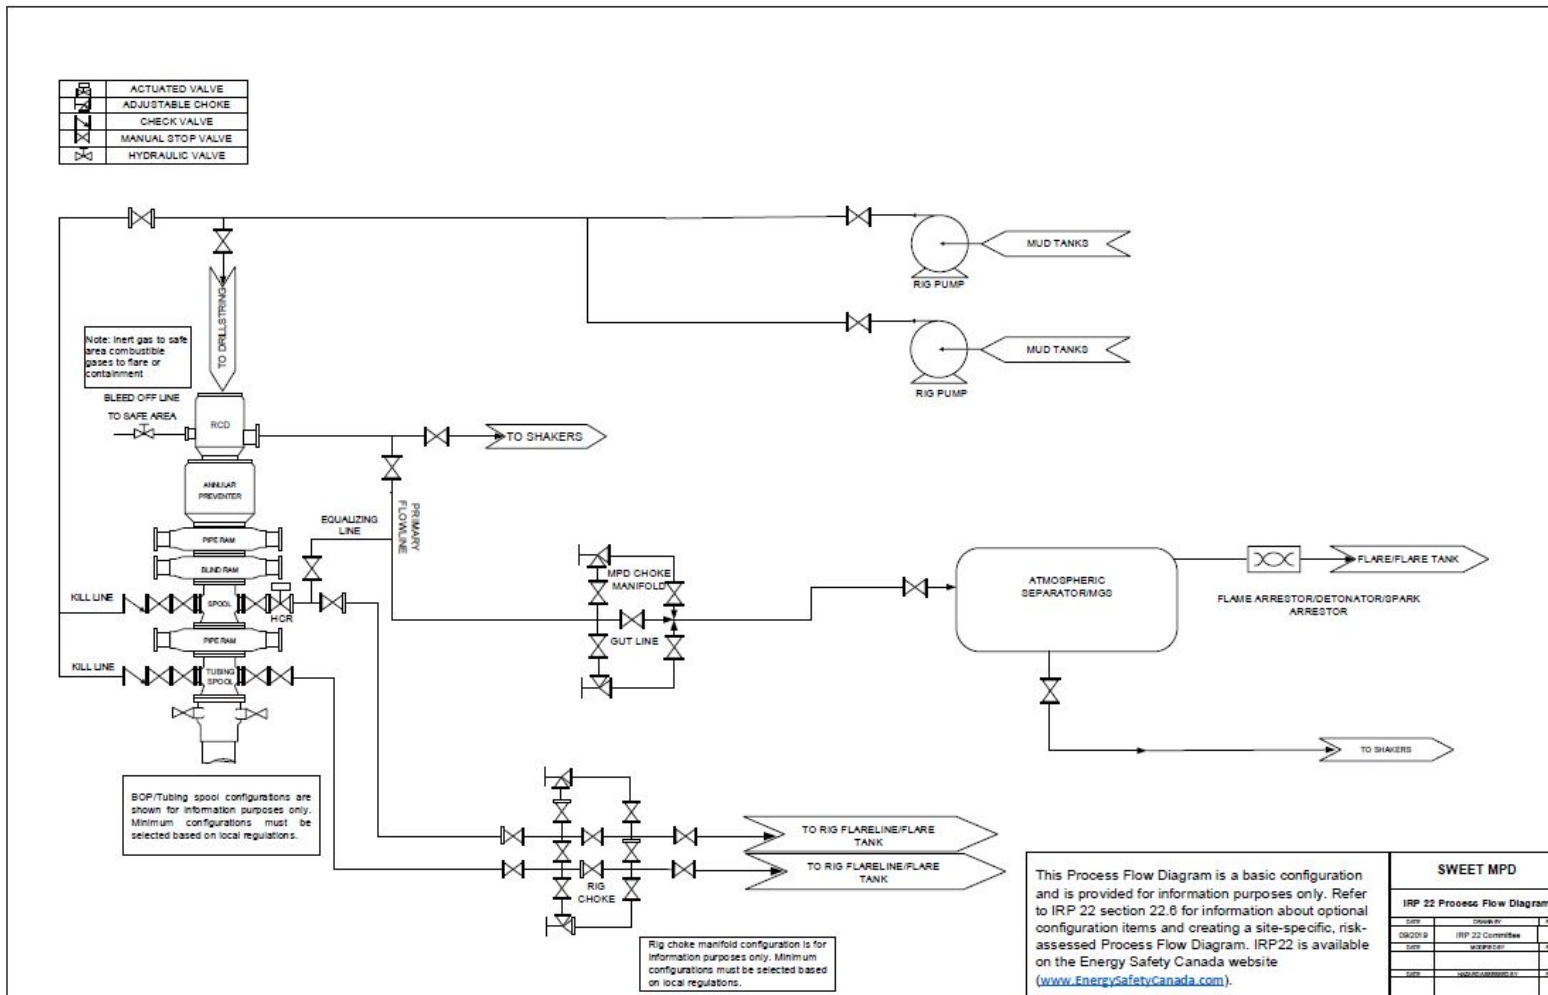 ACTUATED VALVE
ADJUSTABLE CHOKE
CHECK VALVE
MANUAL STOP VALVE
HYDRAULIC VALVE
MUD TANKS
RIG PUMP
MUD TANKS
RIG PUMP
TO DRILLSTRING
Note: Inert gas to safe
area combustible
gases to flare or
containment
BLEED OFF LINE
TO SAFE AREA
RCD
TO SHAKERS
ANNULAR
PREVENTER
PRIMARY
FLOWLINE
EQUALIZING
LINE
PIPE RAM
BLIND RAM
KILL LINE
SPOOL
HCR
PIPE RAM
KILL LINE
TUBING
SPOOL
MPD CHOKE
MANIFOLD
GUT LINE
ATMOSPHERIC
SEPARATOR/MGS
FLARE/FLARE TANK
FLAME ARRESTOR/DETONATOR/SPARK
ARRESTOR
TO SHAKERS
BOP/Tubing spool configurations are
shown for information purposes only.
Minimum configurations must be
selected based on local regulations.
TO RIG FLARELINE/FLARE
TANK
TO RIG FLARELINE/FLARE
TANK
RIG
CHOKE
Rig choke manifold configuration is for
information purposes only. Minimum
configurations must be selected based
on local regulations.
This Process Flow Diagram is a basic configuration
and is provided for information purposes only. Refer
to IRP 22 section 22.6 for information about optional
configuration items and creating a site-specific, risk-
assessed Process Flow Diagram. IRP22 is available
on the Energy Safety Canada website
(www.EnergySafetyCanada.com).
SWEET MPD
IRP 22 Process Flow Diagram
DATE DRAWN BY
09/2019 IRP 22 Committee
DATE MODIFIED BY
DATE